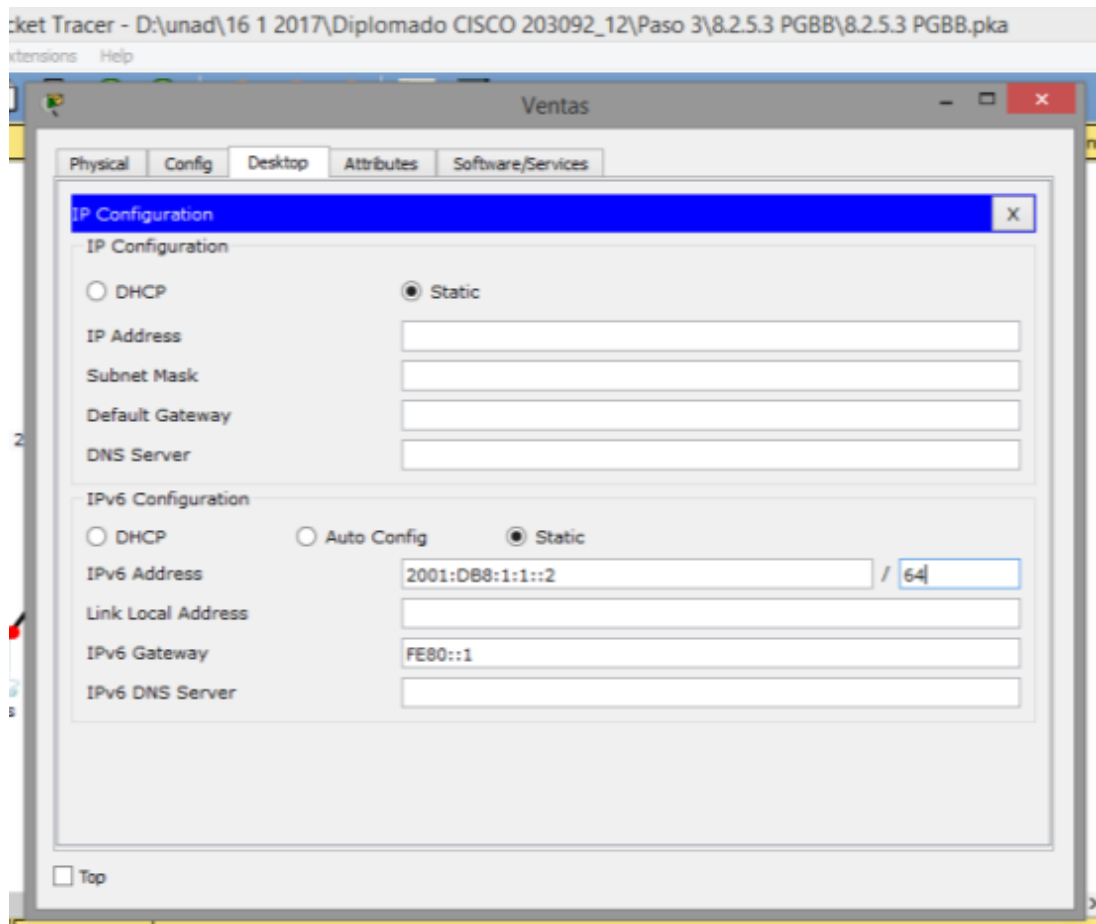 cket Tracer - D:\unad\16 1 2017\Diplomado CISCO 203092_12\Paso 3\8.2.5.3 PGBB\8.2.5.3 PGBB.pka
xtensions Help
Ventas
Physical Config Desktop Attributes Software/Services
IP Configuration X
IP Configuration
DHCP Static
IP Address
Subnet Mask
Default Gateway
2
DNS Server
IPv6 Configuration
DHCP Auto Config Static
IPv6 Address 2001:DB8:1:1::2 / 64
Link Local Address
IPv6 Gateway FE80::1
IPv6 DNS Server
s
Top